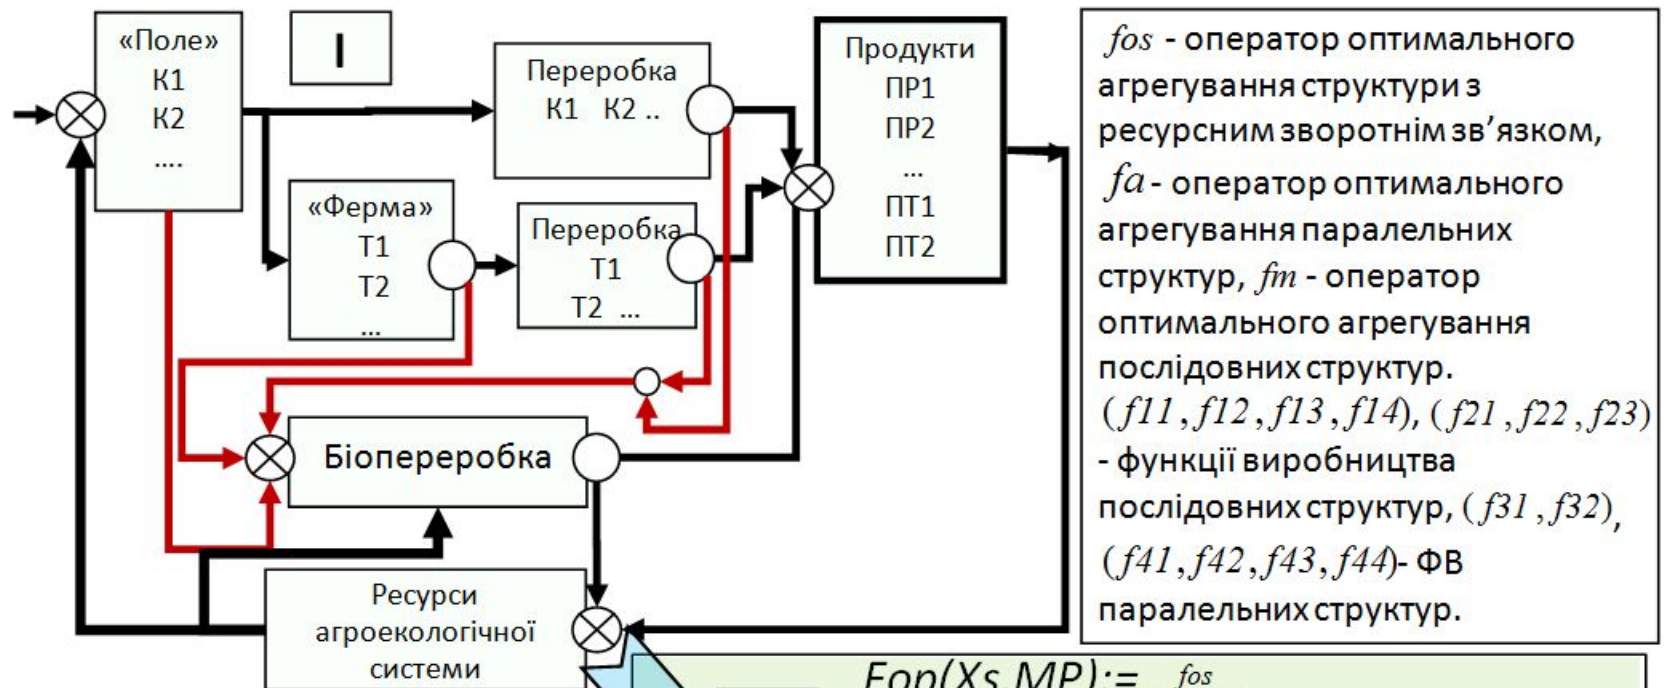 «Поле»
К1
К2
....
I
Переробка
К1 К2 ..
Продукти
ПР1
ПР2
...
ПТ1
ПТ2
«Ферма»
Т1
Т2
...
Переробка
Т1
Т2 ...
Біопереробка
Ресурси
агроекологічної
системи
fos - оператор оптимального
агрегування структури з
ресурсним зворотнім зв’язком,
fa - оператор оптимального
агрегування паралельних
структур, fm - оператор
оптимального агрегування
послідовних структур.
(f11, f12, f13, f14), (f21, f22, f23)
- функції виробництва
послідовних структур, (f31, f32),
(f41, f42, f43, f44)- ФВ
паралельних структур.
Fop(Xs,MP):= fos